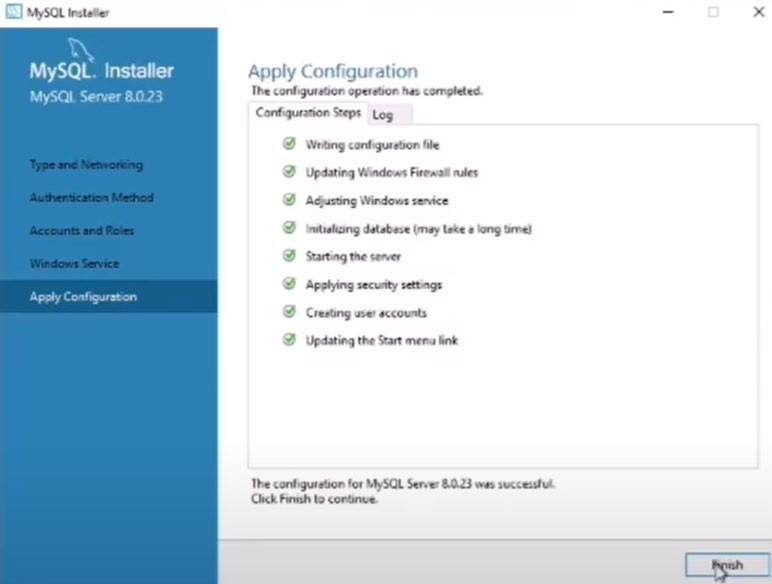 MySQL Installer
MySQL. Installer
MySQL Server 8.0.23
Type and Networking
Authentication Method
Accounts and Roles
Windows Service
Apply Configuration
Apply Configuration
The configuration operation has completed.
Configuration Steps Log
Writing configuration file
Updating Windows Firewall rules
Adjusting Windows service
Initializing database (may take a long time)
Starting the server
Applying security settings
Creating user accounts
Updating the Start menu link
The configuration for MySQL Server 8.0.23 was successful.
Click Finish to continue.
Finish